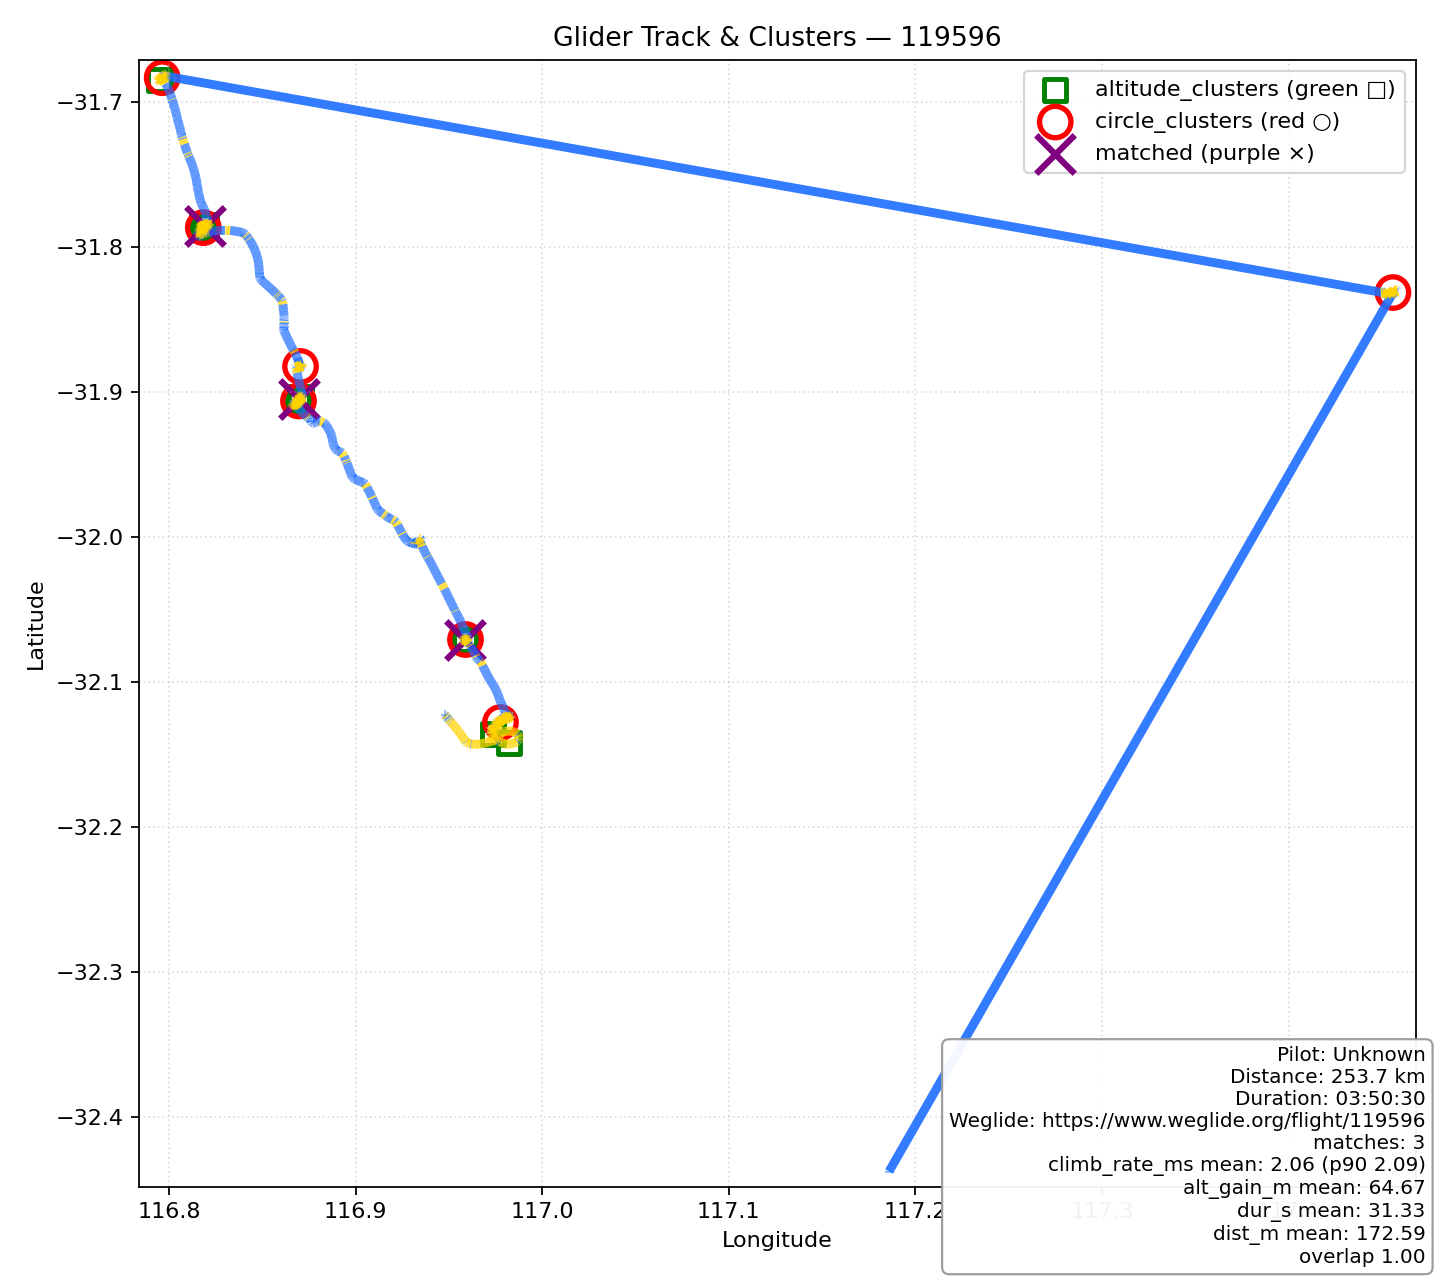 Glider Track & Clusters — 119596
altitude_clusters (green □)
circle_clusters (red ○)
matched (purple ×)
Latitude
−31.7
−31.8
−31.9
−32.0
−32.1
−32.2
−32.3
−32.4
116.8 116.9 117.0 117.1 117.2 117.3
Longitude
Pilot: Unknown
Distance: 253.7 km
Duration: 03:50:30
Weglide: https://www.weglide.org/flight/119596
matches: 3
climb_rate_ms mean: 2.06 (p90 2.09)
alt_gain_m mean: 64.67
dur_s mean: 31.33
dist_m mean: 172.59
overlap 1.00